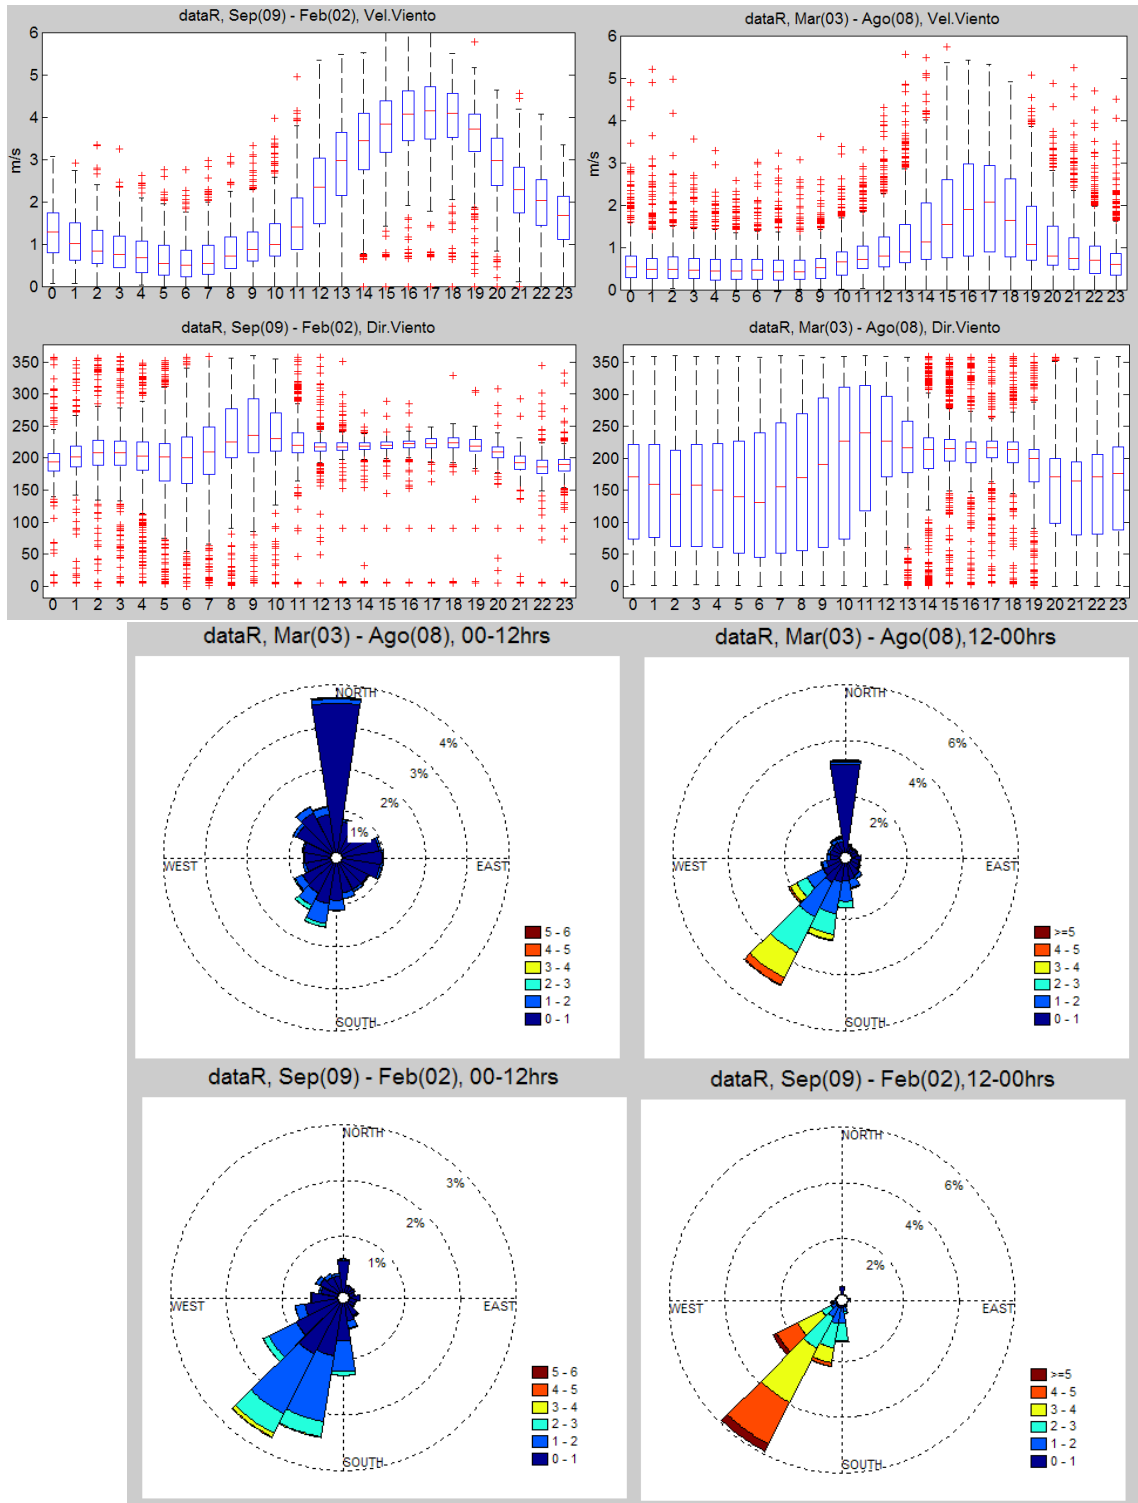 dataR, Sep(09) - Feb(02), Vel.Viento
dataR, Mar(03) - Ago(08), Vel.Viento
m/s
6
5
4
3
2
1
0
0 1 2 3 4 5 6 7 8 9 10 11 12 13 14 15 16 17 18 19 20 21 22 23
m/s
6
5
4
3
2
1
0
0 1 2 3 4 5 6 7 8 9 10 11 12 13 14 15 16 17 18 19 20 21 22 23
dataR, Sep(09) - Feb(02), Dir.Viento
dataR, Mar(03) - Ago(08), Dir.Viento
350
300
250
200
150
100
50
0
0 1 2 3 4 5 6 7 8 9 10 11 12 13 14 15 16 17 18 19 20 21 22 23
350
300
250
200
150
100
50
0
0 1 2 3 4 5 6 7 8 9 10 11 12 13 14 15 16 17 18 19 20 21 22 23
dataR, Mar(03) - Ago(08), 00-12hrs
NORTH
4%
3%
2%
1%
WEST
EAST
SOUTH
5 - 6
4 - 5
3 - 4
2 - 3
1 - 2
0 - 1
dataR, Mar(03) - Ago(08),12-00hrs
NORTH
6%
4%
2%
WEST
EAST
SOUTH
>=5
4 - 5
3 - 4
2 - 3
1 - 2
0 - 1
dataR, Sep(09) - Feb(02), 00-12hrs
NORTH
3%
2%
1%
WEST
EAST
SOUTH
5 - 6
4 - 5
3 - 4
2 - 3
1 - 2
0 - 1
dataR, Sep(09) - Feb(02),12-00hrs
NORTH
6%
4%
2%
WEST
EAST
SOUTH
>=5
4 - 5
3 - 4
2 - 3
1 - 2
0 - 1